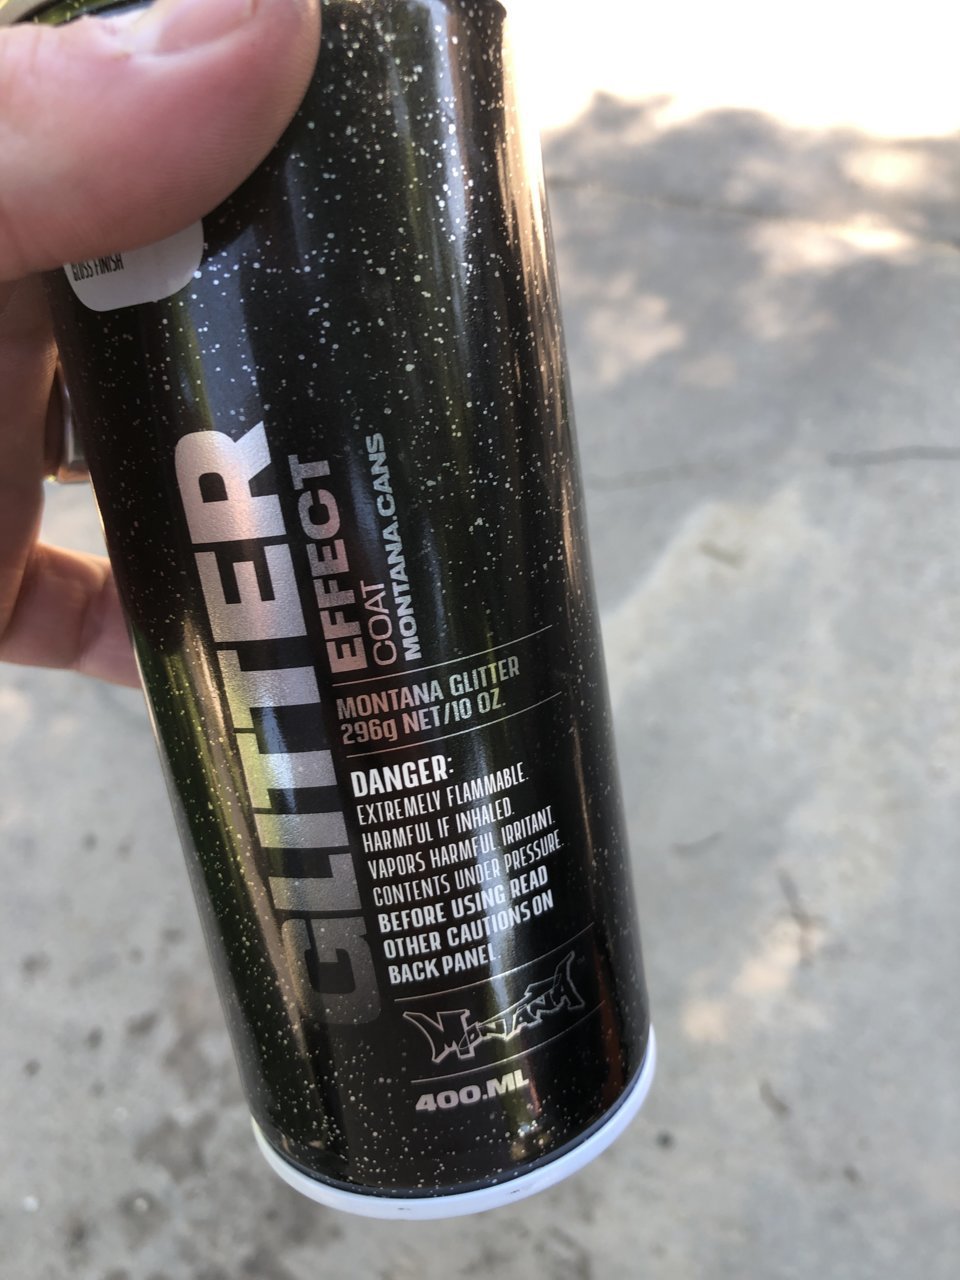 GLOSS FINISH
GLITTER
EFFECT
COAT
MONTANA.CANS
MONTANA GLITTER
296g NET/10 OZ.
DANGER:
EXTREMELY FLAMMABLE.
HARMFUL IF INHALED.
VAPORS HARMFUL IRRITANT.
CONTENTS UNDER PRESSURE.
BEFORE USING READ
OTHER CAUTIONS ON
BACK PANEL
MONTANA
400.ML